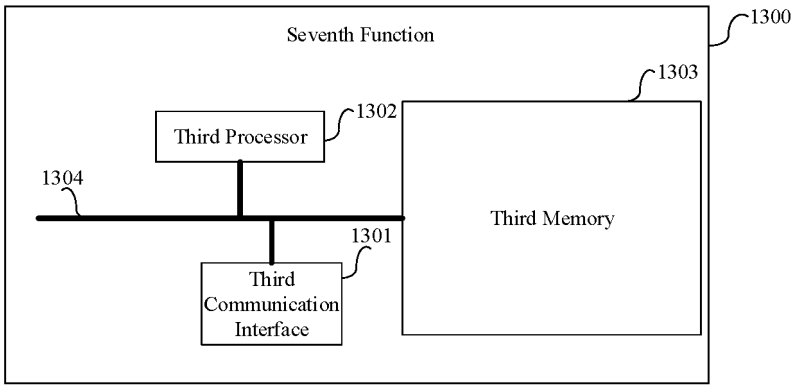 1300
Seventh Function
1303
1302
Third Processor
1304
Third Memory
1301
Third
Communication
Interface